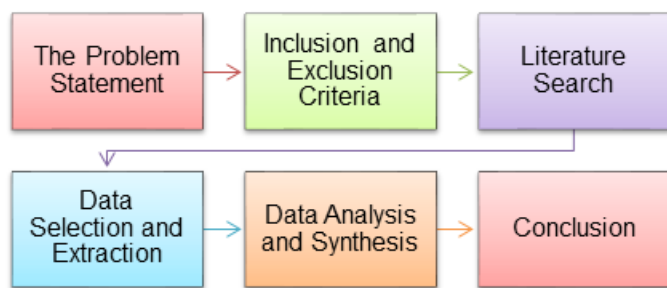 The Problem
Statement
Inclusion and
Exclusion
Criteria
Literature
Search
Data
Selection and
Extraction
Data Analysis
and Synthesis
Conclusion